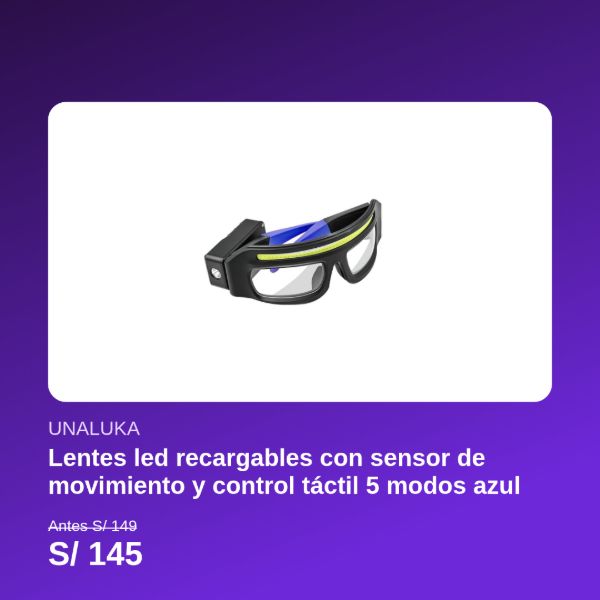 UNALUKA
Lentes led recargables con sensor de
movimiento y control táctil 5 modos azul
Antes S/ 149
S/ 145